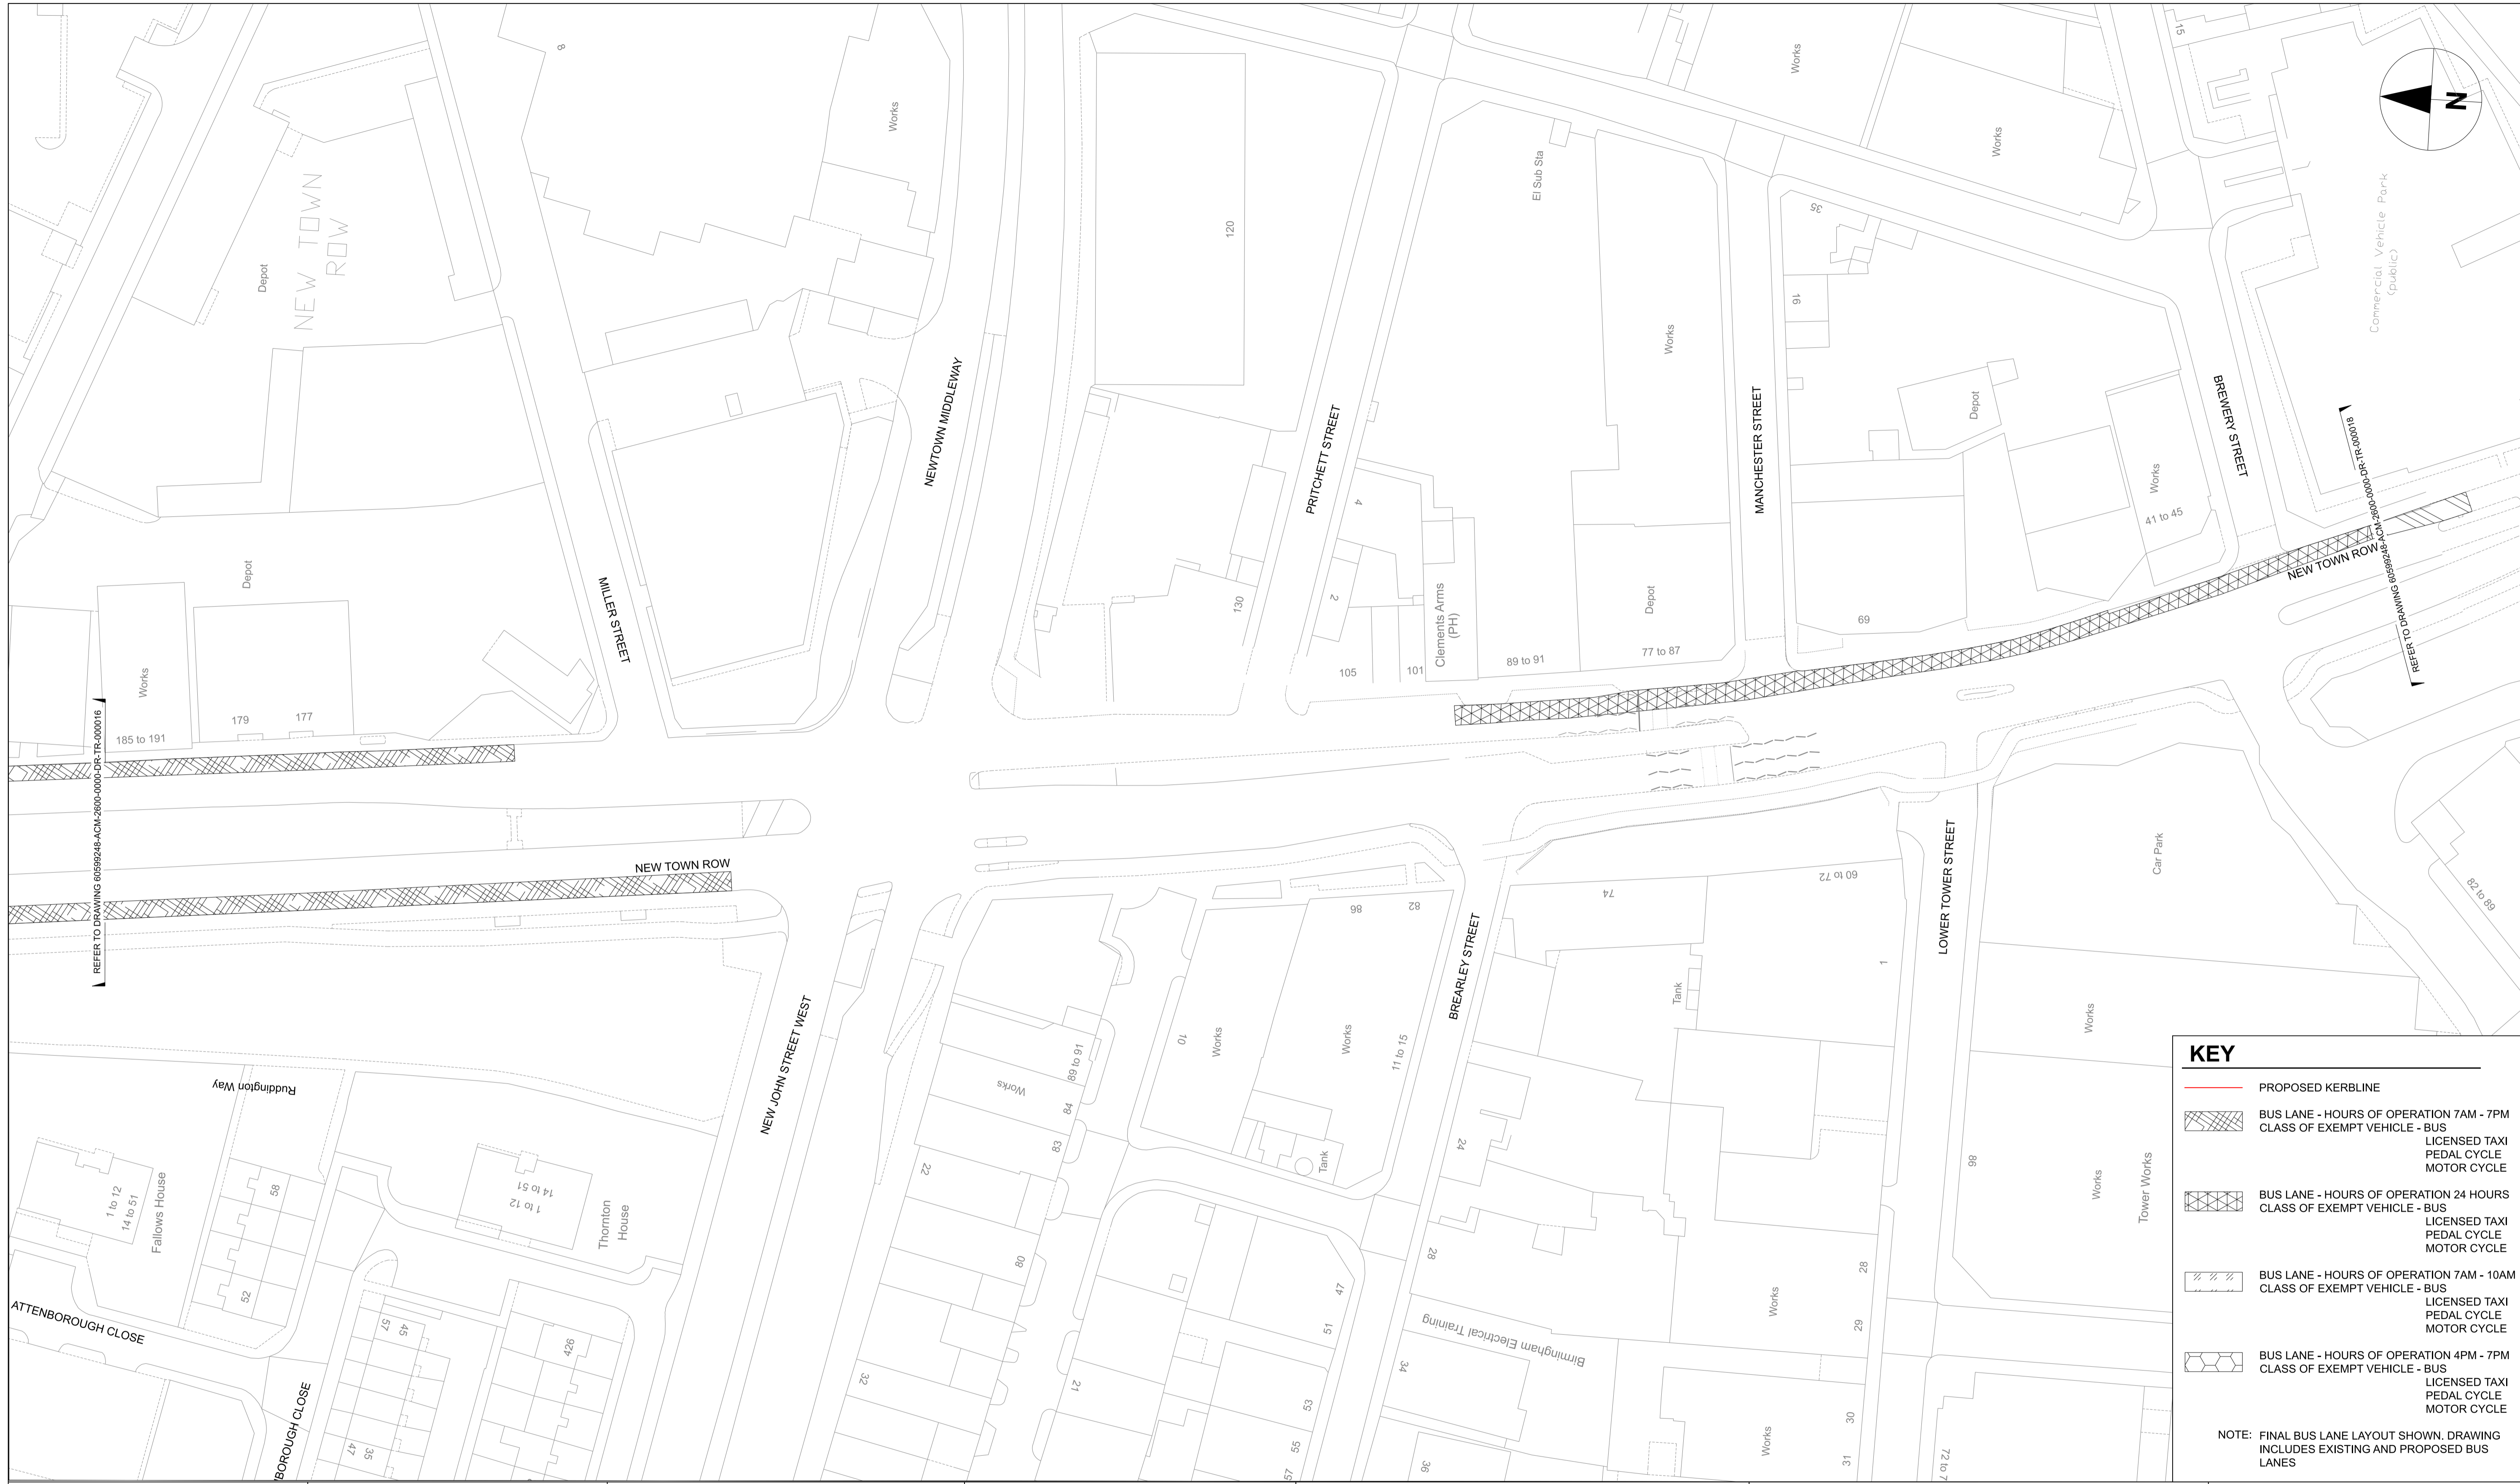 8
Works
Works
15
N
NEW TOWN
ROW
Depot
Works
El Sub Sta
Works
Commercial Vehicle Park
(public)
120
35
16
Works
NEWTOWN MIDDLEWAY
PRITCHETT STREET
MANCHESTER STREET
Depot
BREWERY STREET
Works
41 to 45
REFER TO DRAWING 60599248-ACM-2600-0000-DR-TR-000018
NEW TOWN ROW
Depot
MILLER STREET
4
2
130
Clements Arms
(PH)
Depot
69
105
101
89 to 91
77 to 87
Works
179
177
185 to 191
REFER TO DRAWING 60599248-ACM-2600-0000-DR-TR-000016
NEW TOWN ROW
NEW JOHN STREET WEST
BREARLEY STREET
LOWER TOWER STREET
Car Park
82 to 89
74
60 to 72
86
82
1
Tank
10
Works
Works
11 to 15
Works
89 to 91
84
83
22
Tank
24
86
Works
Works
Tower Works
Ruddington Way
1 to 12
14 to 51
Fallows House
58
52
14 to 51
1 to 12
Thornton
House
80
28
47
51
Works
28
29
ATTENBOROUGH CLOSE
57
45
429
32
21
Birmingham Electrical Training
34
53
55
57
36
Works
30
31
72 to 7
BOROUGH CLOSE
47
35
KEY
PROPOSED KERBLINE
BUS LANE - HOURS OF OPERATION 7AM - 7PM
CLASS OF EXEMPT VEHICLE - BUS
LICENSED TAXI
PEDAL CYCLE
MOTOR CYCLE
BUS LANE - HOURS OF OPERATION 24 HOURS
CLASS OF EXEMPT VEHICLE - BUS
LICENSED TAXI
PEDAL CYCLE
MOTOR CYCLE
BUS LANE - HOURS OF OPERATION 7AM - 10AM
CLASS OF EXEMPT VEHICLE - BUS
LICENSED TAXI
PEDAL CYCLE
MOTOR CYCLE
BUS LANE - HOURS OF OPERATION 4PM - 7PM
CLASS OF EXEMPT VEHICLE - BUS
LICENSED TAXI
PEDAL CYCLE
MOTOR CYCLE
NOTE: FINAL BUS LANE LAYOUT SHOWN. DRAWING
INCLUDES EXISTING AND PROPOSED BUS
LANES